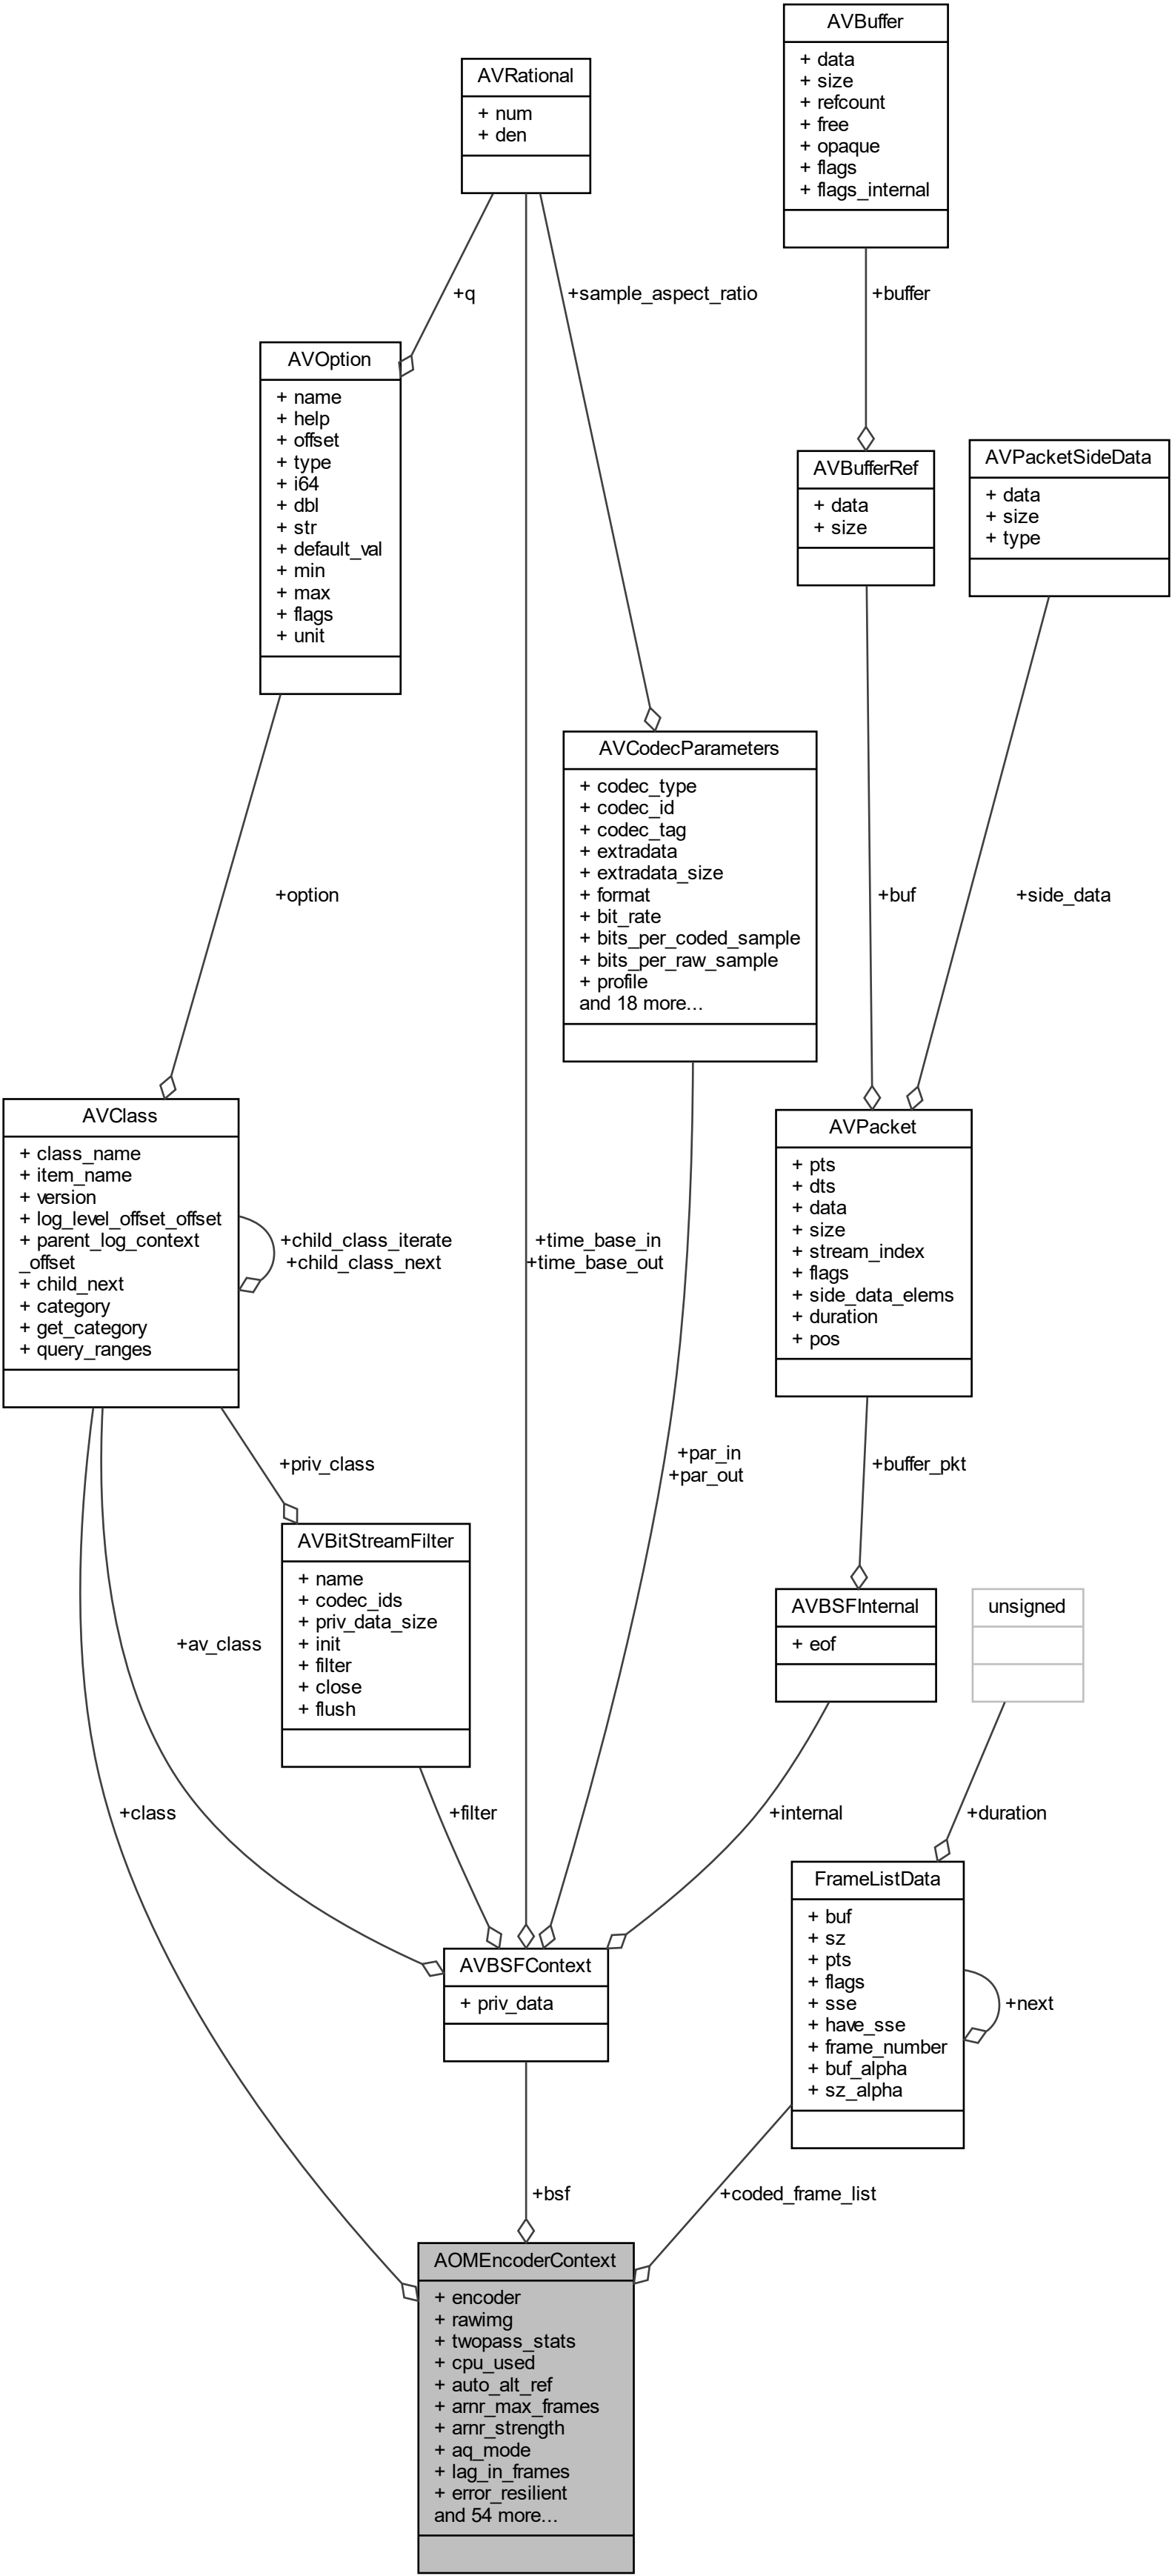 AVBuffer
+ data
+ size
+ refcount
+ free
+ opaque
+ flags
+ flags_internal
AVRational
+ num
+ den
+q
+sample_aspect_ratio
+buffer
AVOption
+ name
+ help
+ offset
+ type
+ i64
+ dbl
+ str
+ default_val
+ min
+ max
+ flags
+ unit
AVBufferRef
+ data
+ size
AVPacketSideData
+ data
+ size
+ type
AVCodecParameters
+ codec_type
+ codec_id
+ codec_tag
+ extradata
+ extradata_size
+ format
+ bit_rate
+ bits_per_coded_sample
+ bits_per_raw_sample
+ profile
and 18 more...
+option
+buf
+side_data
AVClass
+ class_name
+ item_name
+ version
+ log_level_offset_offset
+ parent_log_context
_offset
+ child_next
+ category
+ get_category
+ query_ranges
+child_class_iterate
+child_class_next
+time_base_in
+time_base_out
AVPacket
+ pts
+ dts
+ data
+ size
+ stream_index
+ flags
+ side_data_elems
+ duration
+ pos
+priv_class
+par_in
+par_out
+buffer_pkt
AVBitStreamFilter
+ name
+ codec_ids
+ priv_data_size
+ init
+ filter
+ close
+ flush
+av_class
AVBSFInternal
+ eof
unsigned
+class
+filter
+internal
+duration
FrameListData
+ buf
+ sz
+ pts
+ flags
+ sse
+ have_sse
+ frame_number
+ buf_alpha
+ sz_alpha
+next
AVBSFContext
+ priv_data
+bsf
+coded_frame_list
AOMEncoderContext
+ encoder
+ rawimg
+ twopass_stats
+ cpu_used
+ auto_alt_ref
+ arnr_max_frames
+ arnr_strength
+ aq_mode
+ lag_in_frames
+ error_resilient
and 54 more...